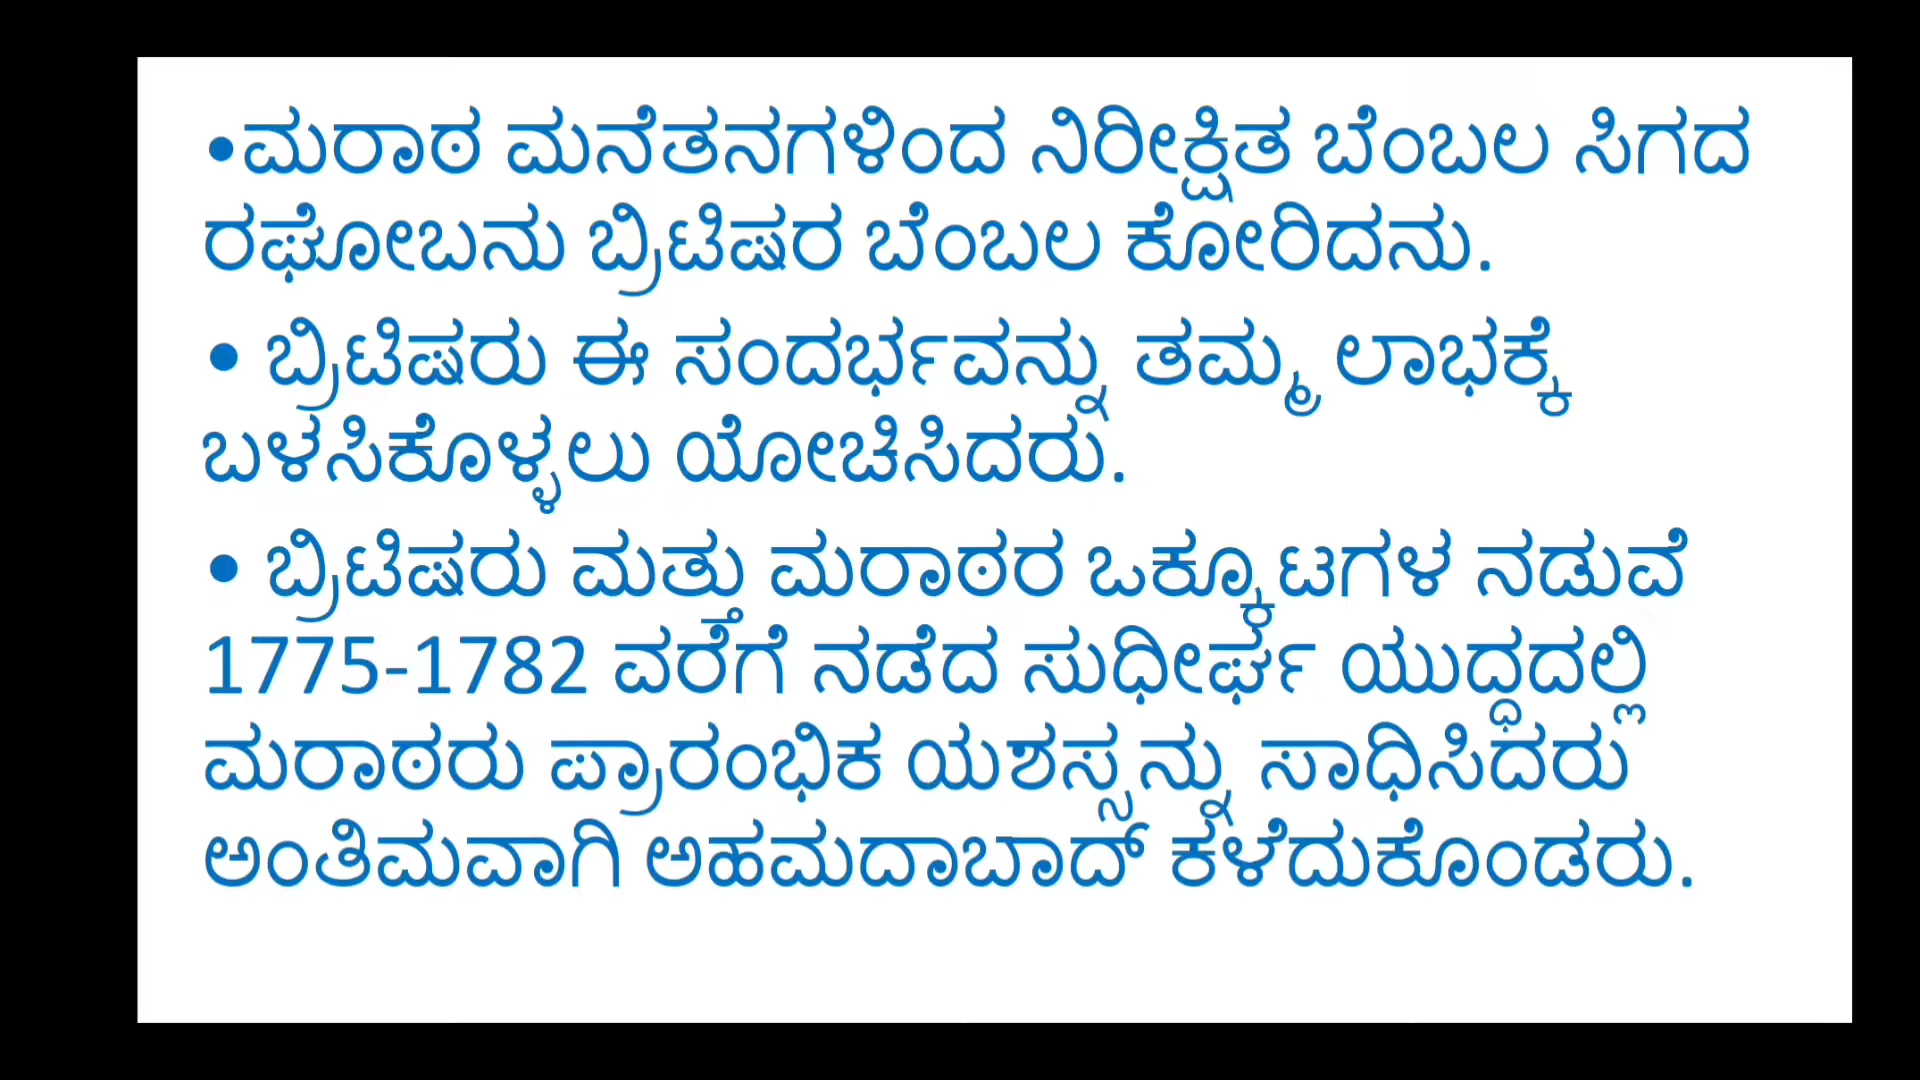 •ಮರಾಠ ಮನೆತನಗಳಿಂದ ನಿರೀಕ್ಷಿತ ಬೆಂಬಲ ಸಿಗದ
ರಘೋಬನು ಬ್ರಿಟಿಷರ ಬೆಂಬಲ ಕೋರಿದನು.
• ಬ್ರಿಟಿಷರು ಈ ಸಂದರ್ಭವನ್ನು ತಮ್ಮ ಲಾಭಕ್ಕೆ
ಬಳಸಿಕೊಳ್ಳಲು ಯೋಚಿಸಿದರು.
• ಬ್ರಿಟಿಷರು ಮತ್ತು ಮರಾಠರ ಒಕ್ಕೂಟಗಳ ನಡುವೆ
1775-1782 ವರೆಗೆ ನಡೆದ ಸುಧೀರ್ಘ ಯುದ್ಧದಲ್ಲಿ
ಮರಾಠರು ಪ್ರಾರಂಭಿಕ ಯಶಸ್ಸನ್ನು ಸಾಧಿಸಿದರು
ಅಂತಿಮವಾಗಿ ಅಹಮದಾಬಾದ್ ಕಳೆದುಕೊಂಡರು.